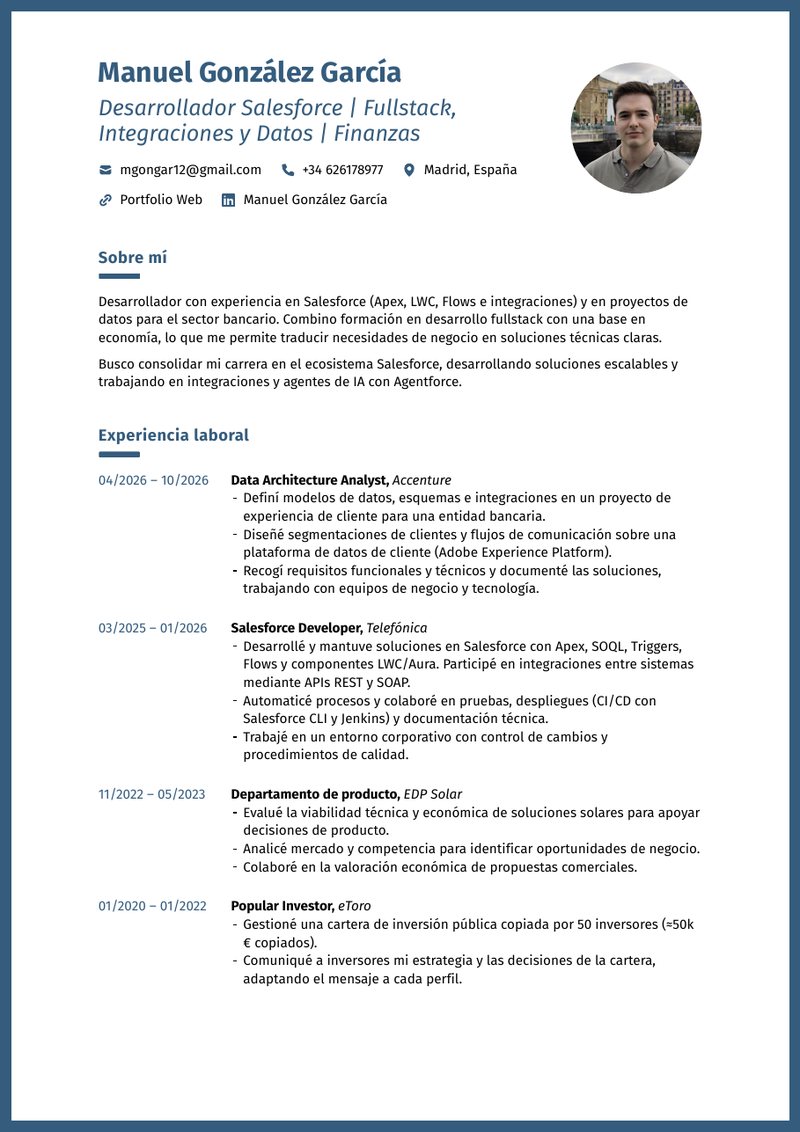 Manuel González García
Desarrollador Salesforce | Fullstack,
Integraciones y Datos | Finanzas
mgongar12@gmail.com +34 626178977 Madrid, España
Portfolio Web Manuel González García
Sobre mí
Desarrollador con experiencia en Salesforce (Apex, LWC, Flows e integraciones) y en proyectos de
datos para el sector bancario. Combino formación en desarrollo fullstack con una base en
economía, lo que me permite traducir necesidades de negocio en soluciones técnicas claras.
Busco consolidar mi carrera en el ecosistema Salesforce, desarrollando soluciones escalables y
trabajando en integraciones y agentes de IA con Agentforce.
Experiencia laboral
04/2026 – 10/2026 Data Architecture Analyst, Accenture
- Definí modelos de datos, esquemas e integraciones en un proyecto de
experiencia de cliente para una entidad bancaria.
- Diseñé segmentaciones de clientes y flujos de comunicación sobre una
plataforma de datos de cliente (Adobe Experience Platform).
- Recogí requisitos funcionales y técnicos y documenté las soluciones,
trabajando con equipos de negocio y tecnología.
03/2025 – 01/2026 Salesforce Developer, Telefónica
- Desarrollé y mantuve soluciones en Salesforce con Apex, SOQL, Triggers,
Flows y componentes LWC/Aura. Participé en integraciones entre sistemas
mediante APIs REST y SOAP.
- Automaticé procesos y colaboré en pruebas, despliegues (CI/CD con
Salesforce CLI y Jenkins) y documentación técnica.
- Trabajé en un entorno corporativo con control de cambios y
procedimientos de calidad.
11/2022 – 05/2023 Departamento de producto, EDP Solar
- Evalué la viabilidad técnica y económica de soluciones solares para apoyar
decisiones de producto.
- Analicé mercado y competencia para identificar oportunidades de negocio.
- Colaboré en la valoración económica de propuestas comerciales.
01/2020 – 01/2022 Popular Investor, eToro
- Gestioné una cartera de inversión pública copiada por 50 inversores (≈50k
€ copiados).
- Comuniqué a inversores mi estrategia y las decisiones de la cartera,
adaptando el mensaje a cada perfil.